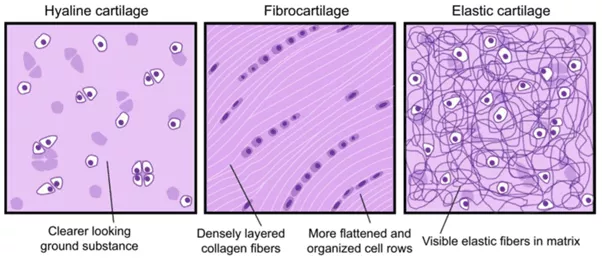 Hyaline cartilage
Fibrocartilage
Elastic cartilage
Clearer looking
ground substance
Densely layered
collagen fibers
More flattened and
organized cell rows
Visible elastic fibers in matrix